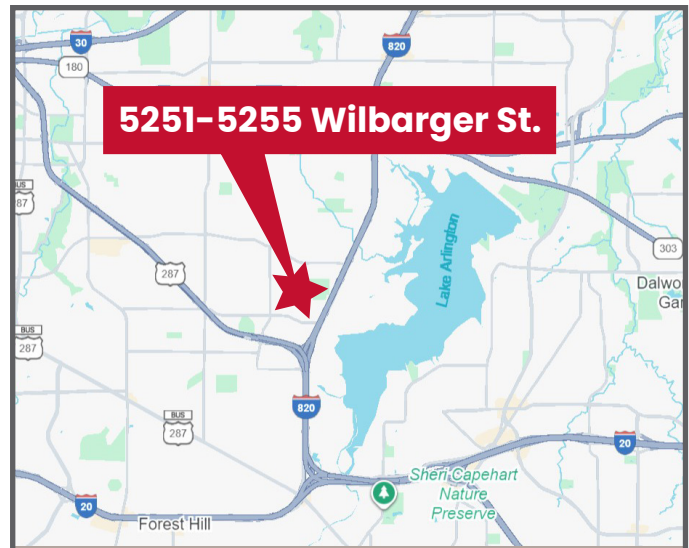 30
820
180
5251-5255 Wilbarger St.
BUS
87
303
Lake Arlington
287
Dalwo
Gar
BUS
287
820
BUS
287
20
20
Sheri Capehart
Nature
Preserve
Forest Hill